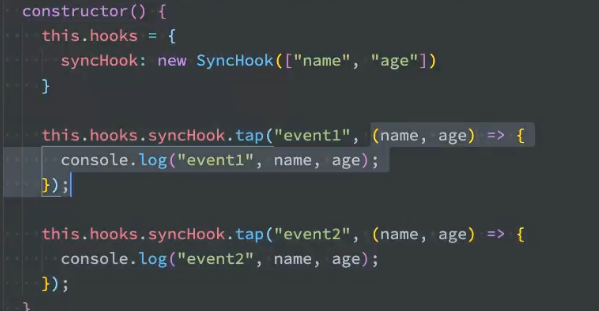 constructor() {
this.hooks = {
syncHook: new SyncHook(["name", "age"])
}
this.hooks.syncHook.tap("event1", (name, age) => {
console.log("event1", name, age);
});
this.hooks.syncHook.tap("event2", (name, age) => {
console.log("event2", name, age);
});
}